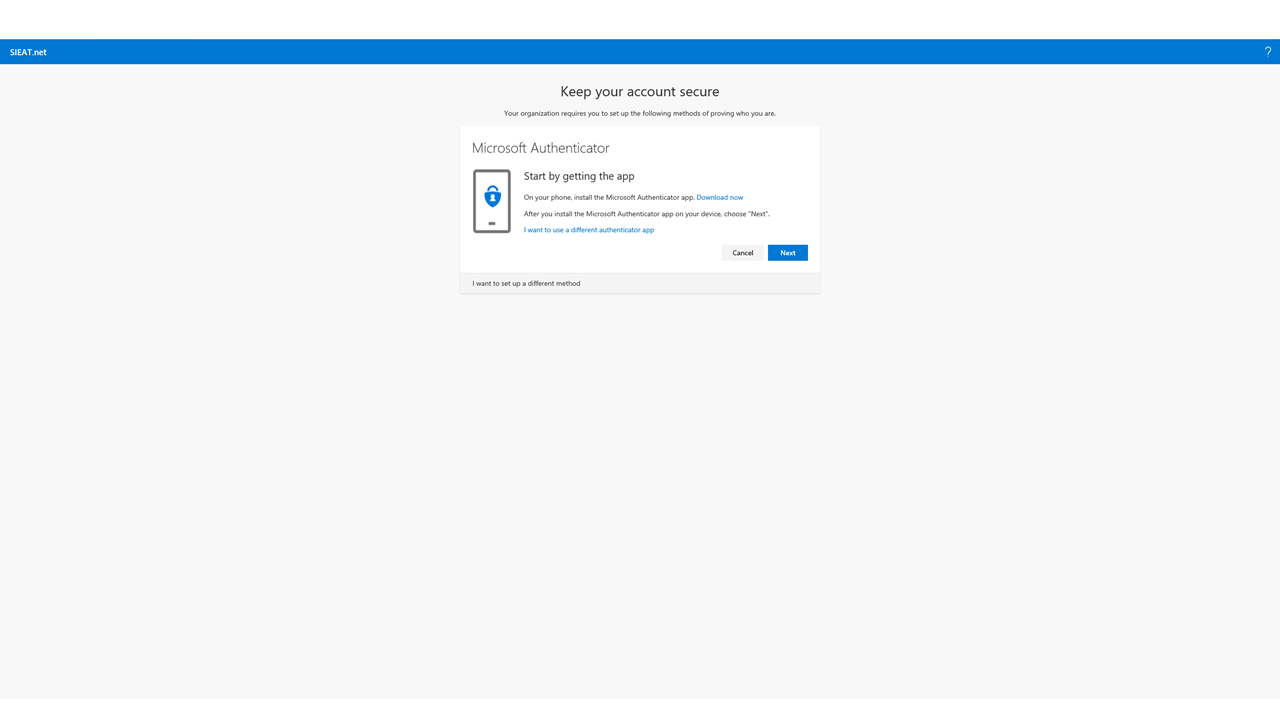 SIEAT.net
?
Keep your account secure
Your organization requires you to set up the following methods of proving who you are.
Microsoft Authenticator
Start by getting the app
On your phone, install the Microsoft Authenticator app. Download now
After you install the Microsoft Authenticator app on your device, choose "Next".
I want to use a different authenticator app
Cancel Next
I want to set up a different method